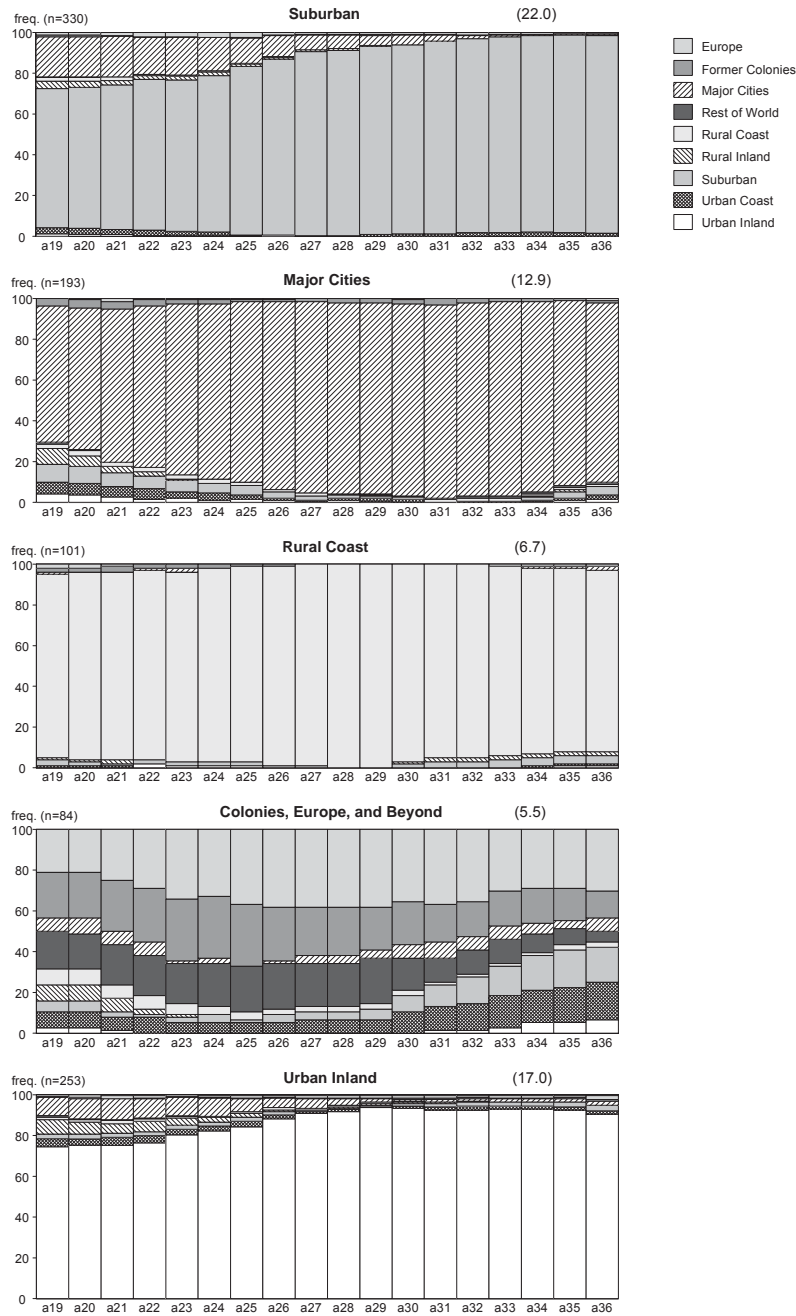 freq. (n=330) Suburban (22.0)
100
80
60
40
20
0
a19 a20 a21 a22 a23 a24 a25 a26 a27 a28 a29 a30 a31 a32 a33 a34 a35 a36
Europe
Former Colonies
Major Cities
Rest of World
Rural Coast
Rural Inland
Suburban
Urban Coast
Urban Inland
freq. (n=193) Major Cities (12.9)
100
80
60
40
20
0
a19 a20 a21 a22 a23 a24 a25 a26 a27 a28 a29 a30 a31 a32 a33 a34 a35 a36
freq. (n=101) Rural Coast (6.7)
100
80
60
40
20
0
a19 a20 a21 a22 a23 a24 a25 a26 a27 a28 a29 a30 a31 a32 a33 a34 a35 a36
freq. (n=84) Colonies, Europe, and Beyond (5.5)
100
80
60
40
20
0
a19 a20 a21 a22 a23 a24 a25 a26 a27 a28 a29 a30 a31 a32 a33 a34 a35 a36
freq. (n=253) Urban Inland (17.0)
100
80
60
40
20
0
a19 a20 a21 a22 a23 a24 a25 a26 a27 a28 a29 a30 a31 a32 a33 a34 a35 a36